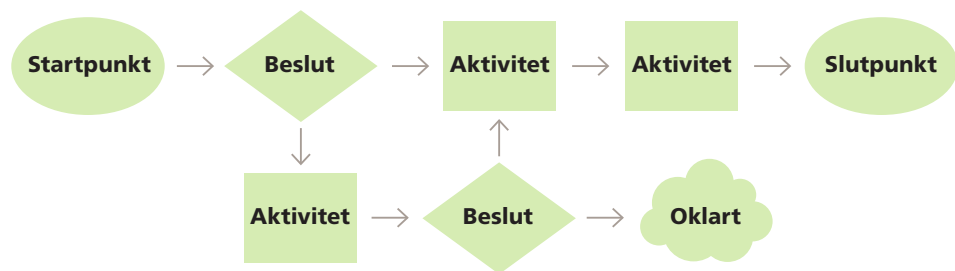 Startpunkt
Beslut
Aktivitet
Aktivitet
Slutpunkt
Aktivitet
Beslut
Oklart